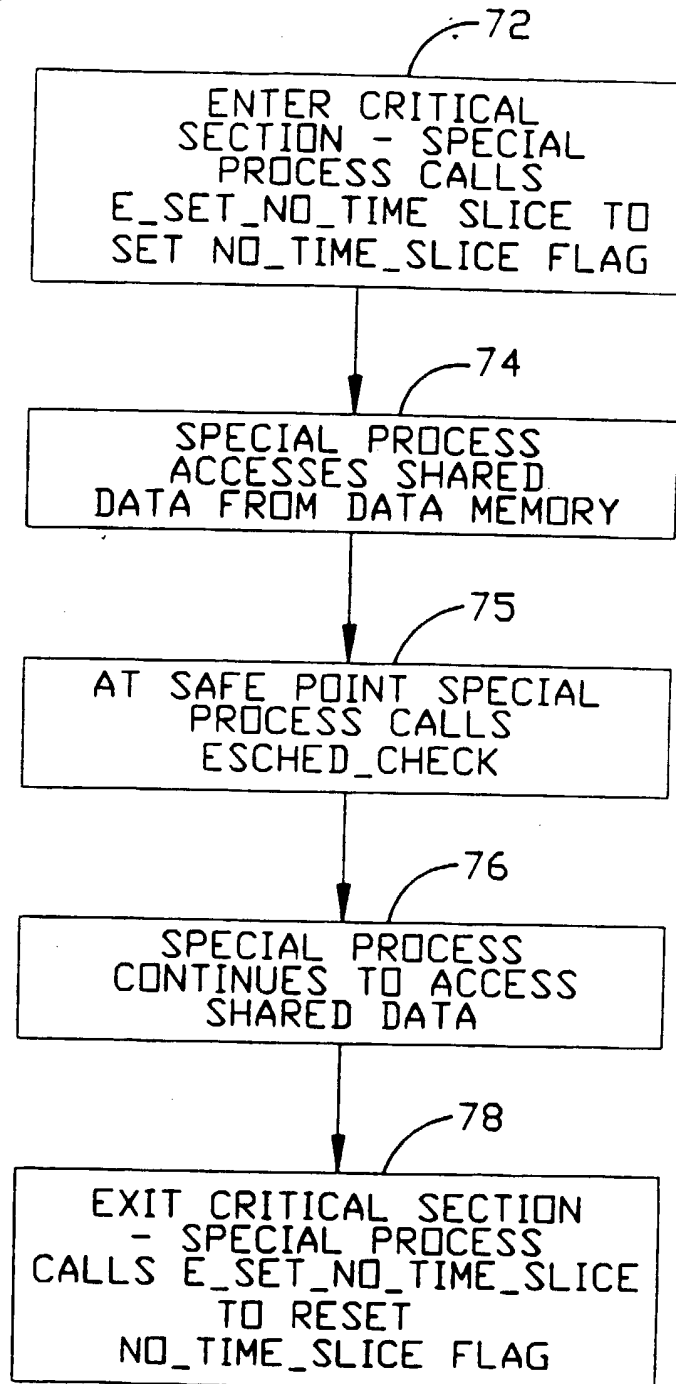 72
ENTER CRITICAL
SECTION - SPECIAL
PROCESS CALLS
E_SET_NO_TIME SLICE TO
SET NO_TIME_SLICE FLAG
74
SPECIAL PROCESS
ACCESSES SHARED
DATA FROM DATA MEMORY
75
AT SAFE POINT SPECIAL
PROCESS CALLS
ESCHED_CHECK
76
SPECIAL PROCESS
CONTINUES TO ACCESS
SHARED DATA
78
EXIT CRITICAL SECTION
- SPECIAL PROCESS
CALLS E_SET_NO_TIME_SLICE
TO RESET
NO_TIME_SLICE FLAG